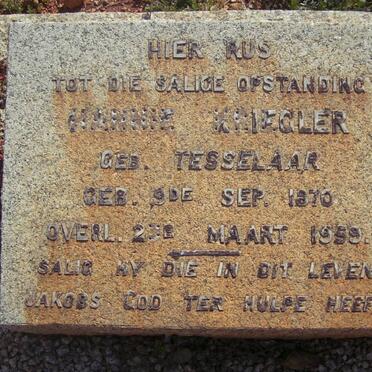 HIER RUS
TOT DIE SALIGE OPSTANDING
KRIEGLER
GEB. TESSELAAR
GEB. 9DE SEP. 1870
OVERL. 2DE MAART 1959.
SALIG HY DIE IN DIT LEVEN
JAKOBS GOD TER HULPE HEEF